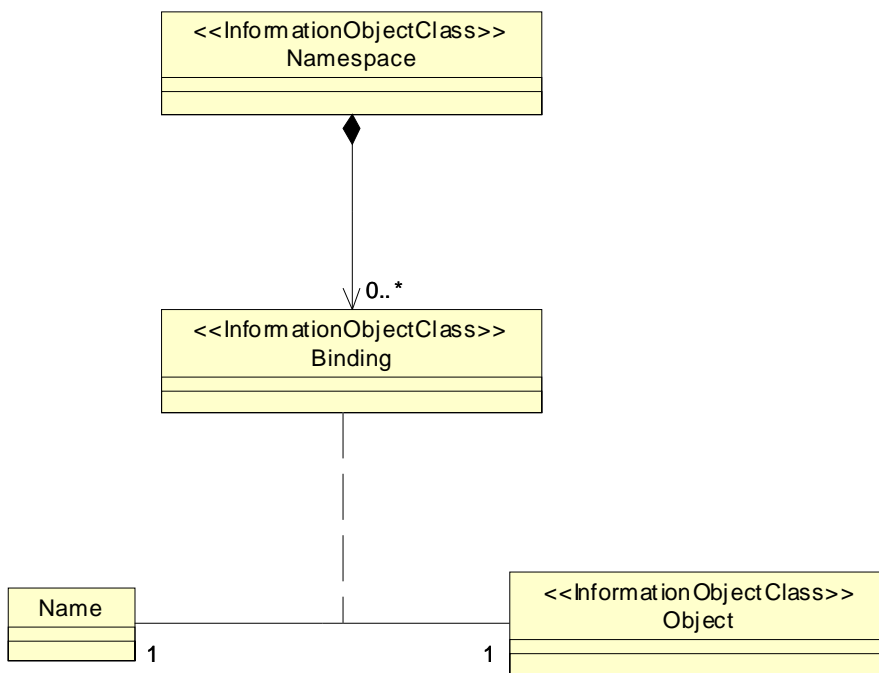 <<InformationObjectClass>>
Namespace
0..*
<<InformationObjectClass>>
Binding
Name
<<InformationObjectClass>>
Object
1
1